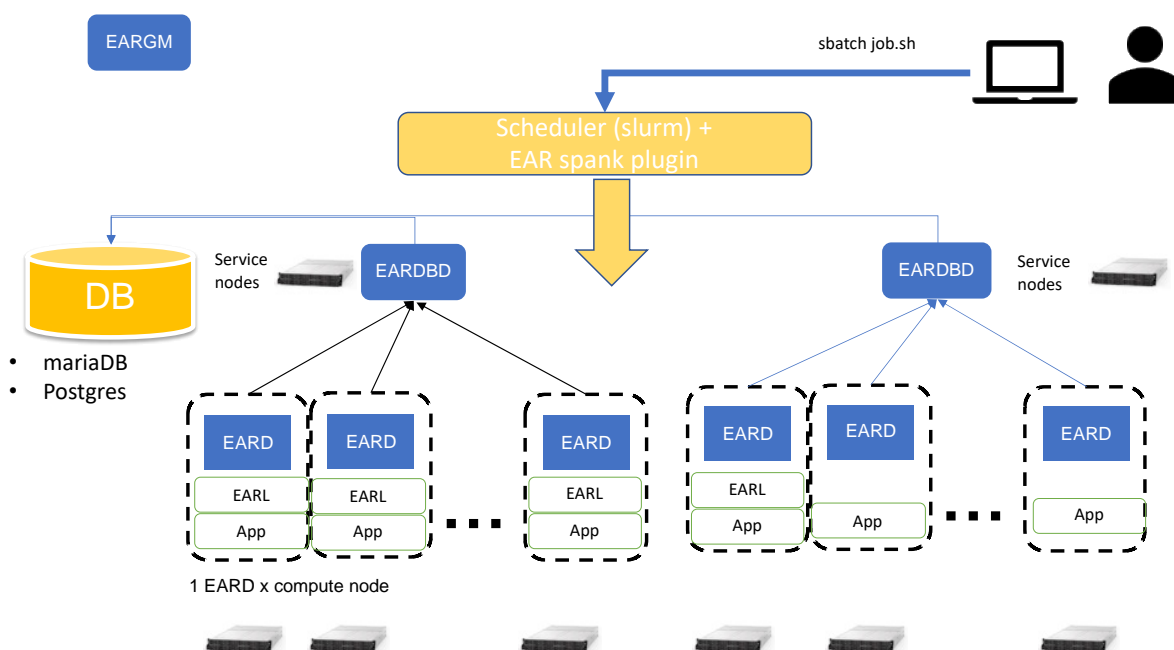 EARGM
sbatch job.sh
Scheduler (slurm) +
EAR spank plugin
DB
Service
nodes
EARDBD
EARDBD
Service
nodes
• mariaDB
• Postgres
EARD
EARD
EARD
EARD
EARD
EARD
EARL
EARL
EARL
EARL
App
App
App
App
App
App
1 EARD x compute node